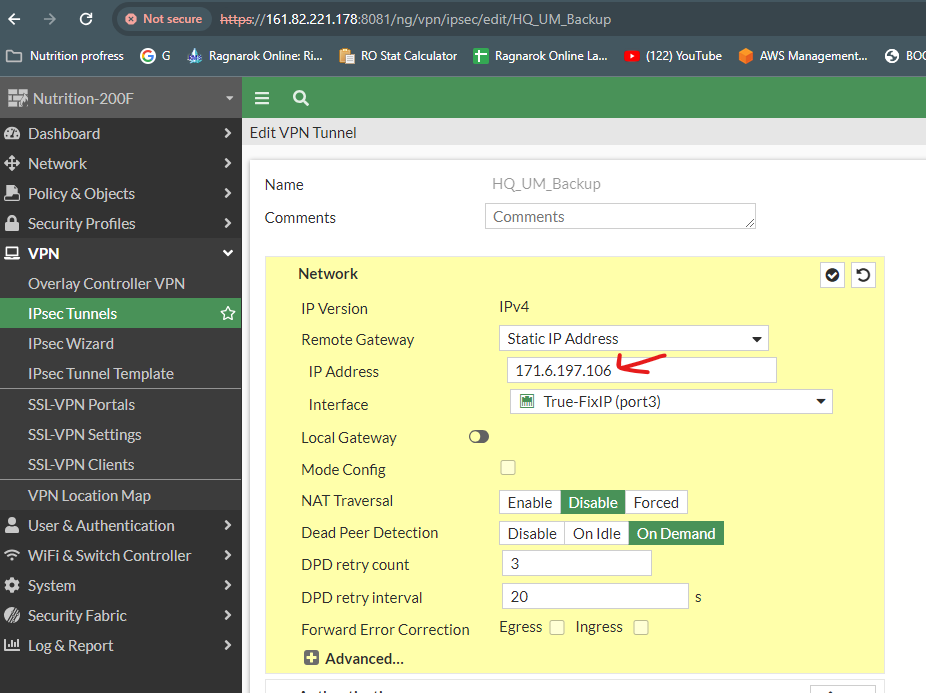 Not secure https://161.82.221.178:8081/ng/vpn/ipsec/edit/HQ_UM_Backup
Nutrition profress G Ragnarok Online: Ri... RO Stat Calculator Ragnarok Online La... (122) YouTube AWS Management... BOO
Nutrition-200F
Dashboard
Network
Policy & Objects
Security Profiles
VPN
Overlay Controller VPN
IPsec Tunnels
IPsec Wizard
IPsec Tunnel Template
SSL-VPN Portals
SSL-VPN Settings
SSL-VPN Clients
VPN Location Map
User & Authentication
WiFi & Switch Controller
System
Security Fabric
Log & Report
Edit VPN Tunnel
Name HQ_UM_Backup
Comments Comments
Network
IP Version IPv4
Remote Gateway Static IP Address
IP Address 171.6.197.106
Interface True-FixIP (port3)
Local Gateway
Mode Config
NAT Traversal Enable Disable Forced
Dead Peer Detection Disable On Idle On Demand
DPD retry count 3
DPD retry interval 20 s
Forward Error Correction Egress Ingress
Advanced...